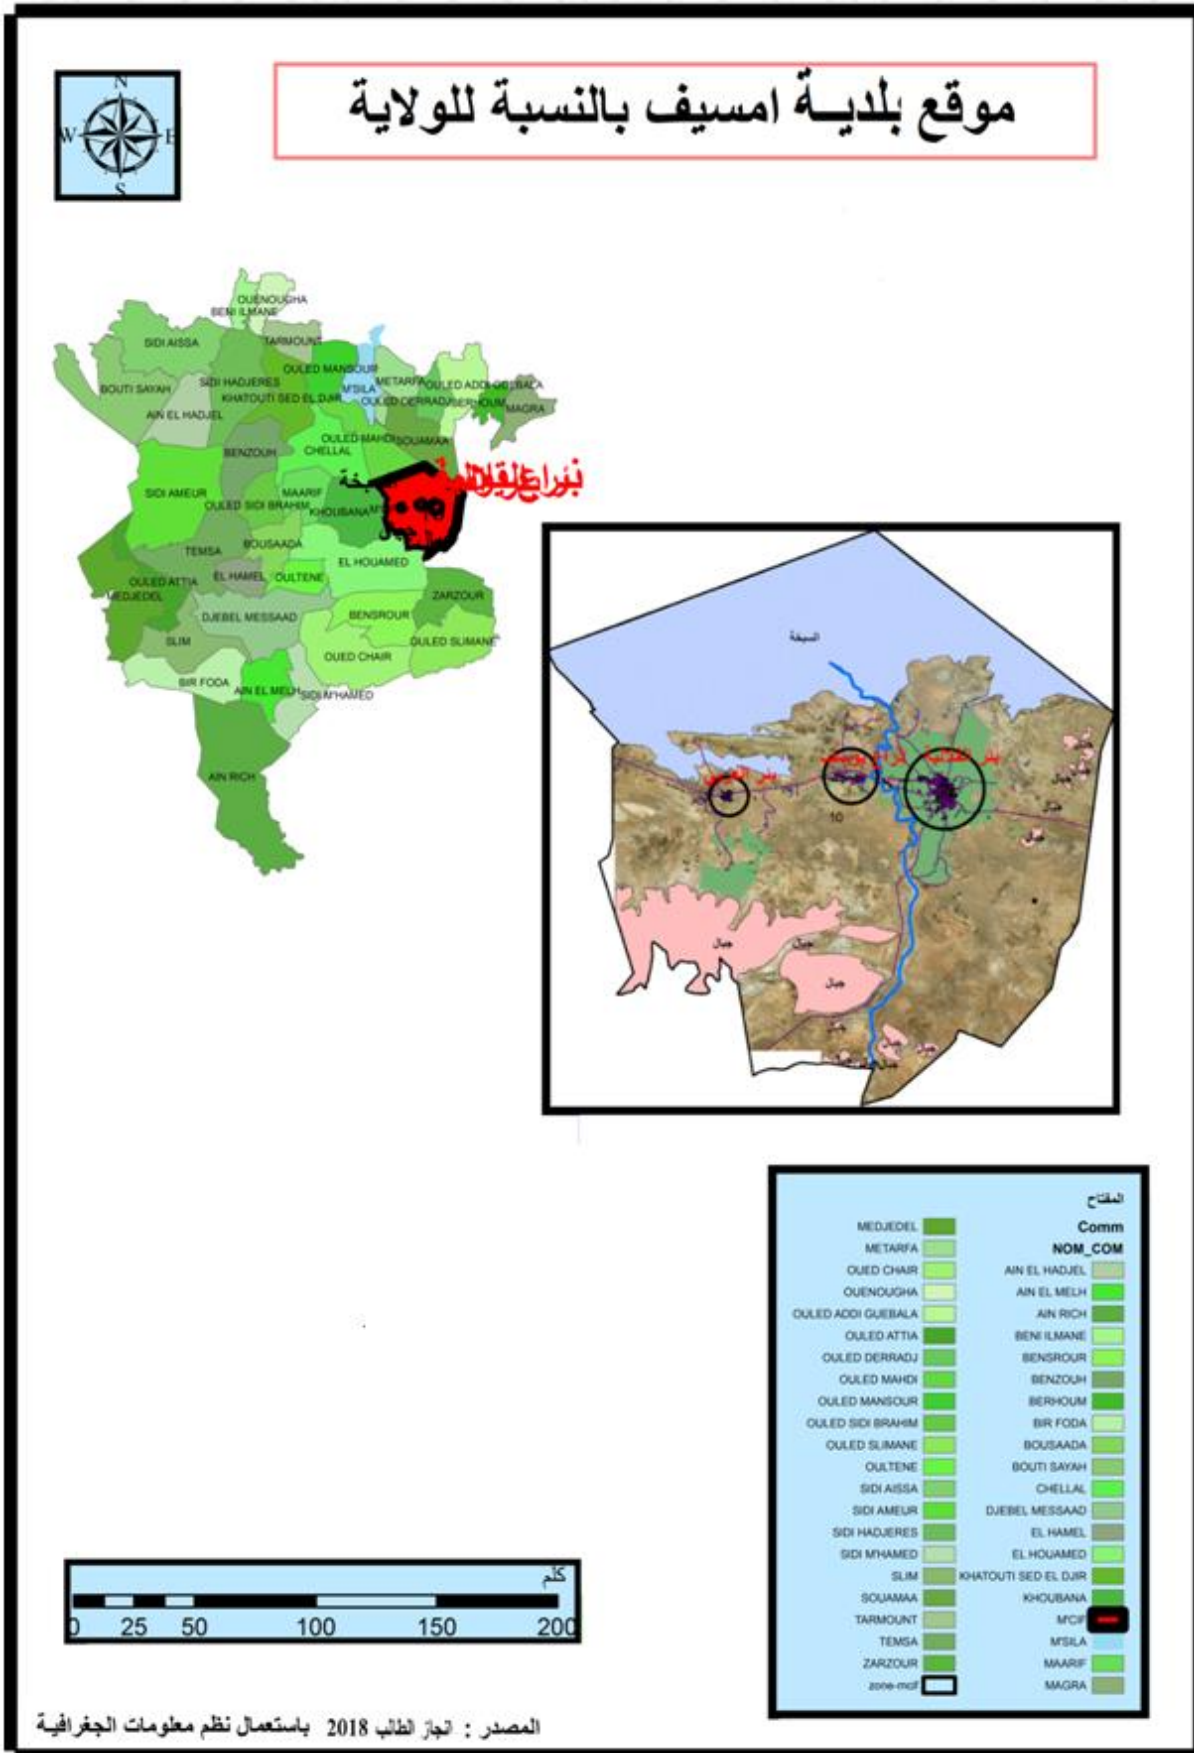 موقع بلديـــة امسيف بالنسبة للولاية
N
W E
S
OUENOUGHA
BENI ILMANE
SIDI AISSA
TARMOUNT
OULED MANSOUR
BOUTI SAYAH
SIDI HADJERES
M'SILA
METARFA
OULED ADDI GUEBALA
KHATOUTI SED EL DJIR
OULED DERRADJ
BERHOUM
MAGRA
AIN EL HADJEL
OULED MAHDI
SOUAMAA
BENZOUH
CHELLAL
SIDI AMEUR
MAARIF
OULED SIDI BRAHIM
KHOUBANA
BOUSAADA
TEMSA
EL HOUAMED
OULED ATTIA
EL HAMEL
OULTENE
MEDJEDEL
ZARZOUR
DJEBEL MESSAAD
BENSROUR
SLIM
OULED SLIMANE
OUED CHAIR
BIR FODA
AIN EL MELH
SIDI M'HAMED
AIN RICH
السبخة
10
جبال
جبال
جبال
جبال
جبال
جبال
المفتاح
Comm
NOM_COM
AIN EL HADJEL
AIN EL MELH
AIN RICH
BENI ILMANE
BENSROUR
BENZOUH
BERHOUM
BIR FODA
BOUSAADA
BOUTI SAYAH
CHELLAL
DJEBEL MESSAAD
EL HAMEL
EL HOUAMED
KHATOUTI SED EL DJIR
KHOUBANA
M'CIF
M'SILA
MAARIF
MAGRA
MEDJEDEL
METARFA
OUED CHAIR
OUENOUGHA
OULED ADDI GUEBALA
OULED ATTIA
OULED DERRADJ
OULED MAHDI
OULED MANSOUR
OULED SIDI BRAHIM
OULED SLIMANE
OULTENE
SIDI AISSA
SIDI AMEUR
SIDI HADJERES
SIDI M'HAMED
SLIM
SOUAMAA
TARMOUNT
TEMSA
ZARZOUR
zone-mcif
كلم
0 25 50 100 150 200
المصدر : انجاز الطالب 2018 باستعمال نظم معلومات الجغرافية